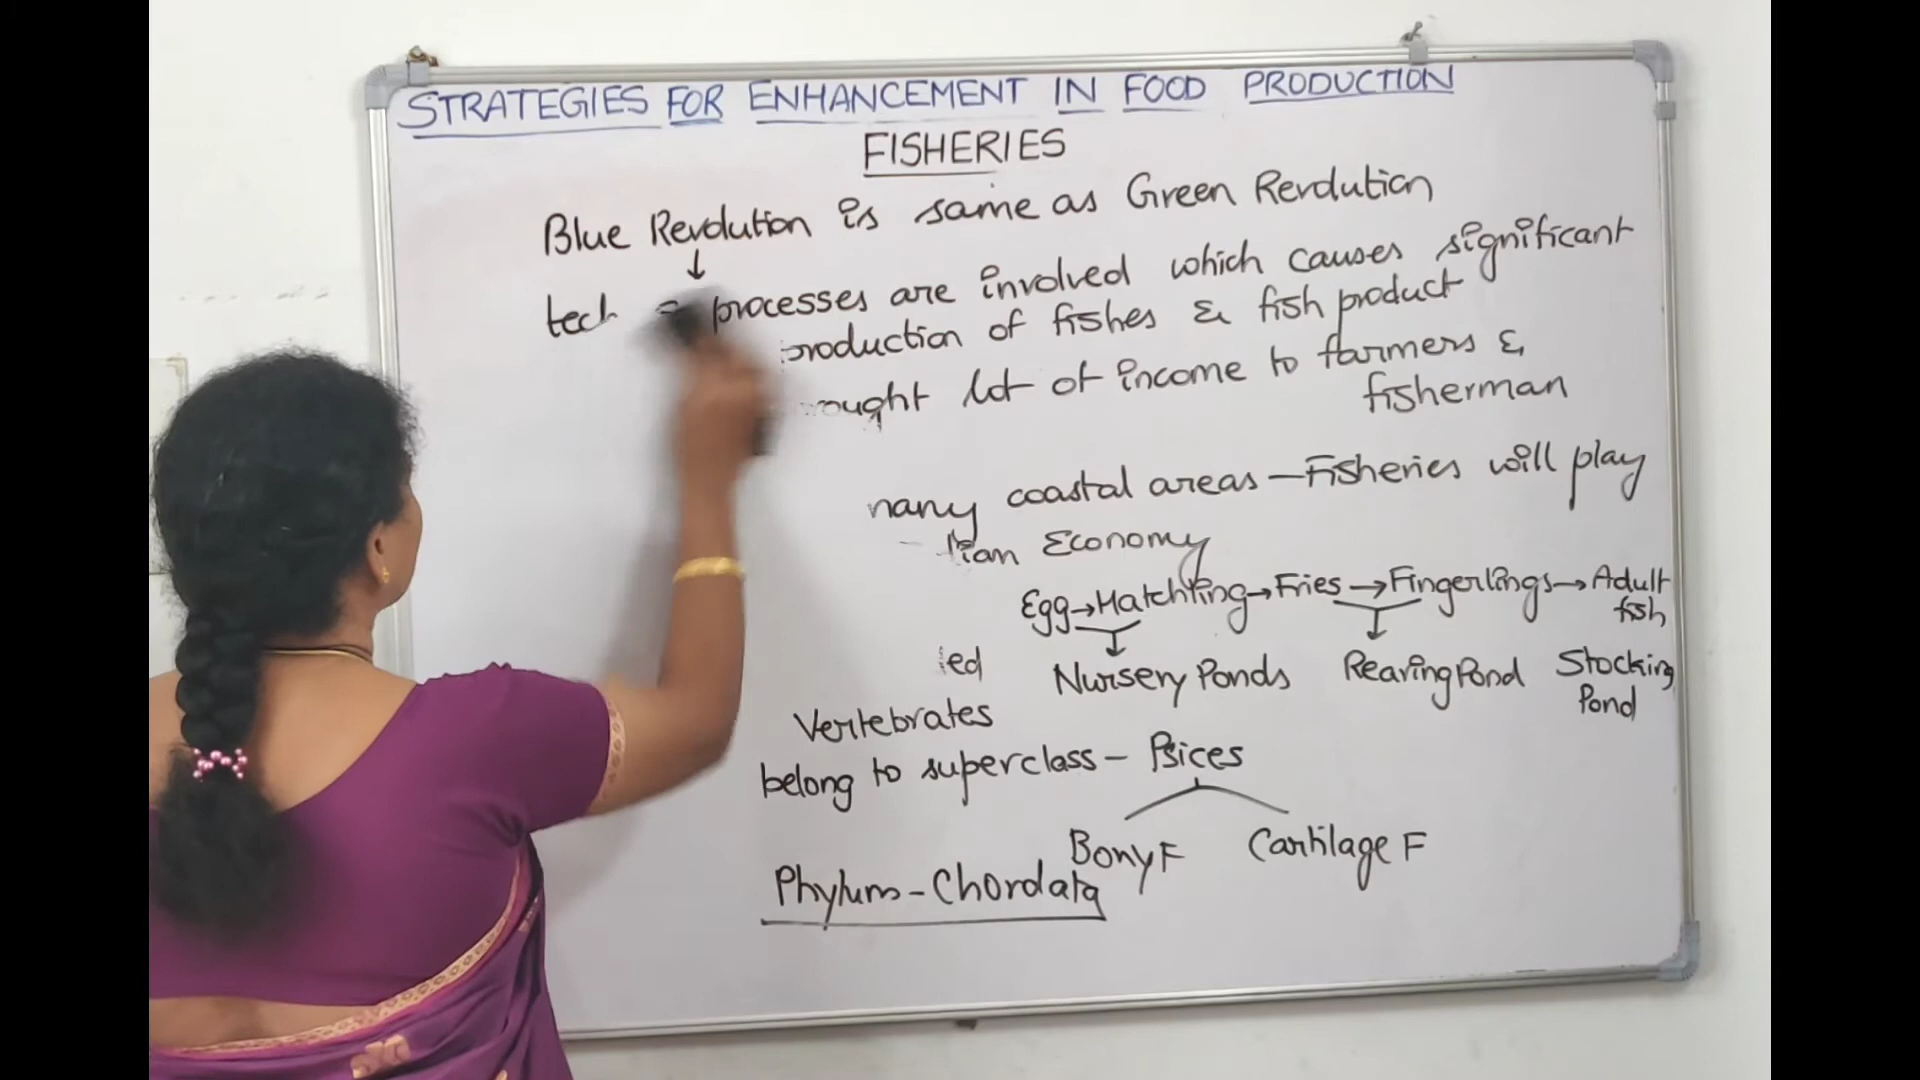 STRATEGIES FOR ENHANCEMENT IN FOOD PRODUCTION
FISHERIES
Blue Revolution is same as Green Revolution
↓
tech processes are involved which causes significant
production of fishes & fish product
lot of income to farmers &
fisherman
coastal areas – Fisheries will play
Economy
Egg → Hatchling → Fries → Fingerlings → Adult
fish
Nursery Ponds Rearing Pond Stocking
Pond
Vertebrates
belong to superclass – Psices
Bony F Cartilage F
Phylum – Chordata